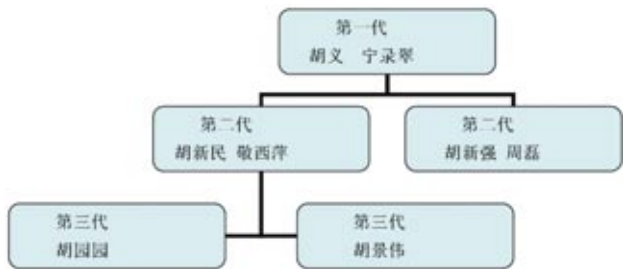 第一代
胡义 宁录翠
第二代
胡新民 敬西萍
第二代
胡新强 周磊
第三代
胡园园
第三代
胡景伟